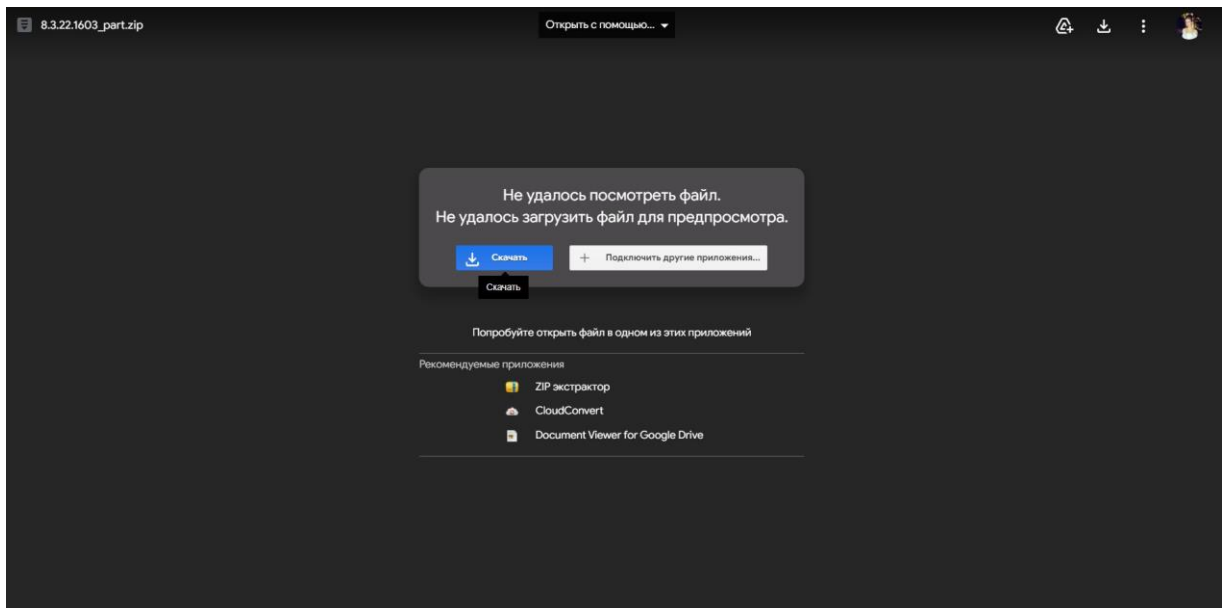 8.3.22.1603_part.zip
Открыть с помощью...
Не удалось посмотреть файл.
Не удалось загрузить файл для предпросмотра.
Скачать
Подключить другие приложения...
Скачать
Попробуйте открыть файл в одном из этих приложений
Рекомендуемые приложения
ZIP экстрактор
CloudConvert
Document Viewer for Google Drive